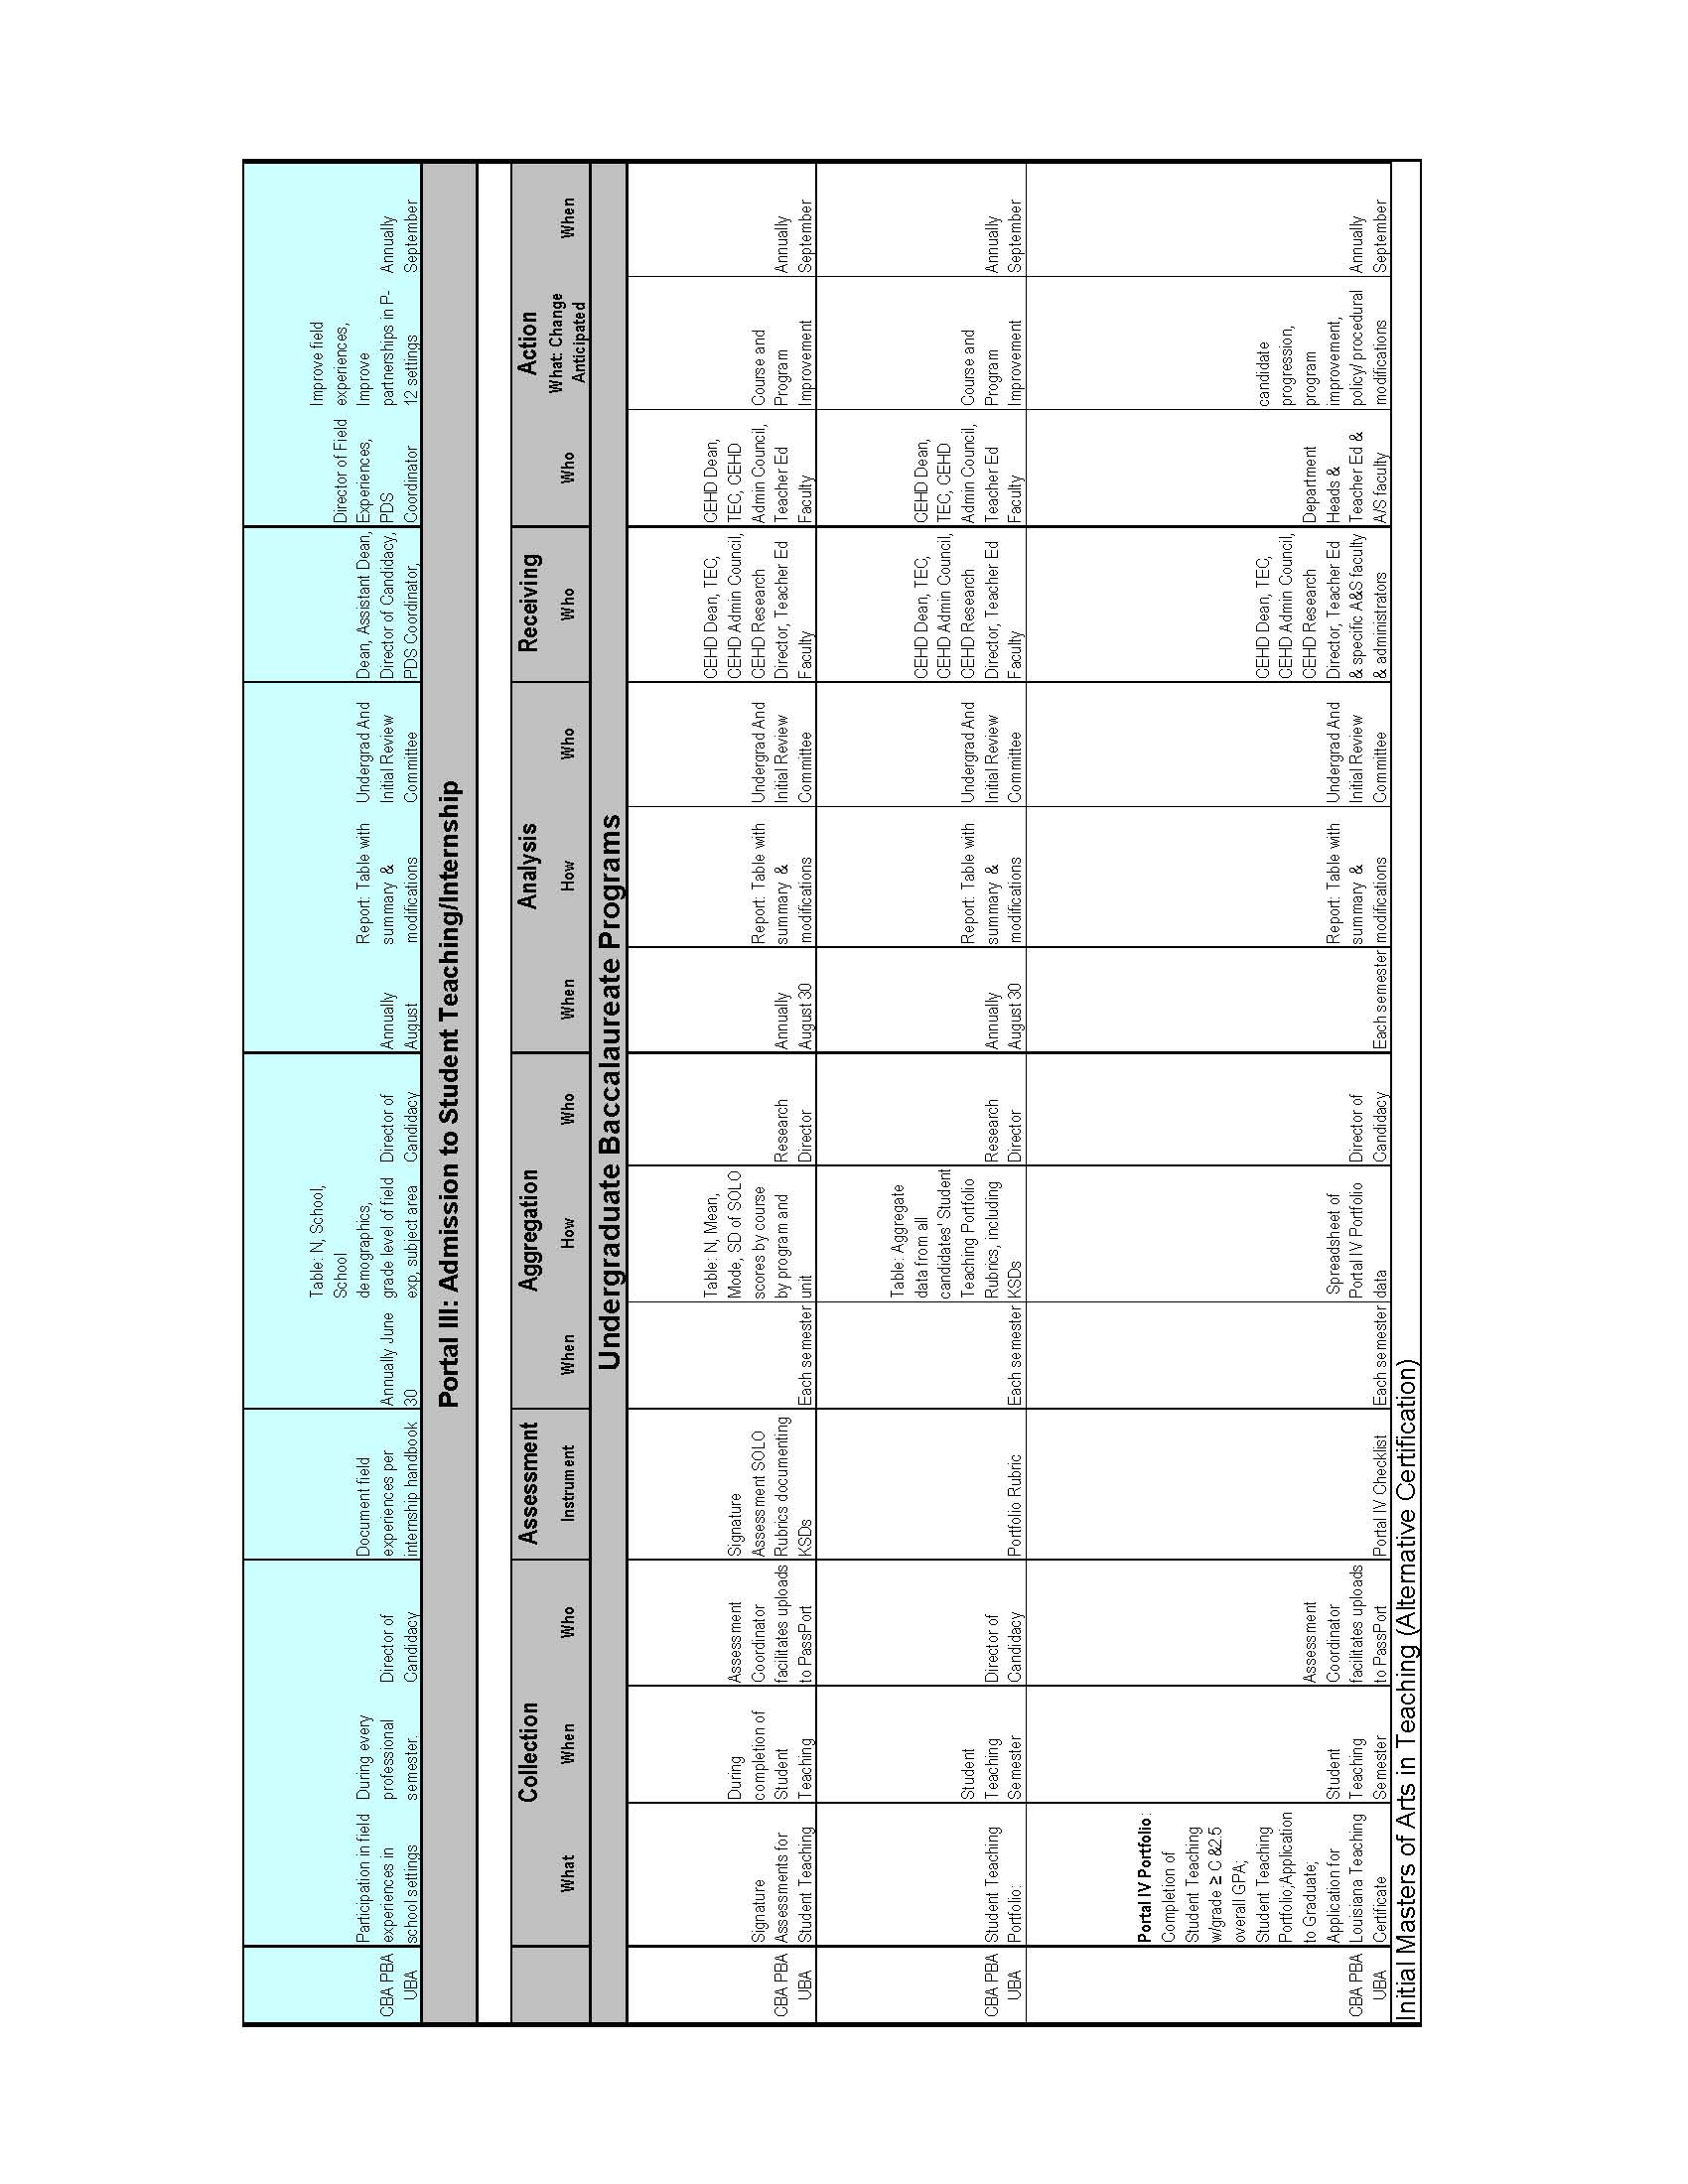 CBA PBA
UBA
Participation in field
experiences in
school settings
During every
professional
semester.
Director of
Candidacy
Document field
experiences per
internship handbook
Annually June
30
Table: N, School,
School
demographics,
grade level of field
exp, subject area
Director of
Candidacy
Annually
August
Report: Table with
summary &
modifications
Undergrad And
Initial Review
Committee
Dean, Assistant Dean,
Director of Candidacy,
PDS Coordinator,
Director of Field
Experiences,
PDS
Coordinator
Improve field
experiences,
Improve
partnerships in P-
12 settings
Annually
September
Portal III: Admission to Student Teaching/Internship
Collection
Assessment
Aggregation
Analysis
Receiving
Action
What
When
Who
Instrument
When
How
Who
When
How
Who
Who
Who
What: Change
Anticipated
When
Undergraduate Baccalaureate Programs
CBA PBA
UBA
Signature
Assessments for
Student Teaching
During
completion of
Student
Teaching
Assessment
Coordinator
facilitates uploads
to PassPort
Signature
Assessment SOLO
Rubrics documenting
KSDs
Each semester
Table: N, Mean,
Mode, SD of SOLO
scores by course
by program and
unit
Research
Director
Annually
August 30
Report: Table with
summary &
modifications
Undergrad And
Initial Review
Committee
CEHD Dean, TEC,
CEHD Admin Council,
CEHD Research
Director, Teacher Ed
Faculty
CEHD Dean,
TEC, CEHD
Admin Council,
Teacher Ed
Faculty
Course and
Program
Improvement
Annually
September
CBA PBA
UBA
Student Teaching
Portfolio:
Student
Teaching
Semester
Director of
Candidacy
Portfolio Rubric
Each semester
Table: Aggregate
data from all
candidates' Student
Teaching Portfolio
Rubrics, including
KSDs
Research
Director
Annually
August 30
Report: Table with
summary &
modifications
Undergrad And
Initial Review
Committee
CEHD Dean, TEC,
CEHD Admin Council,
CEHD Research
Director, Teacher Ed
Faculty
CEHD Dean,
TEC, CEHD
Admin Council,
Teacher Ed
Faculty
Course and
Program
Improvement
Annually
September
CBA PBA
UBA
Portal IV Portfolio:
Completion of
Student Teaching
w/grade ≥ C &2.5
overall GPA;
Student Teaching
Portfolio;Application
to Graduate;
Application for
Louisiana Teaching
Certificate
Student
Teaching
Semester
Assessment
Coordinator
facilitates uploads
to PassPort
Portal IV Checklist
Each semester
Spreadsheet of
Portal IV Portfolio
data
Director of
Candidacy
Each semester
Report: Table with
summary &
modifications
Undergrad And
Initial Review
Committee
CEHD Dean, TEC,
CEHD Admin Council,
CEHD Research
Director, Teacher Ed
& specific A&S faculty
& administrators
Department
Heads &
Teacher Ed &
A/S faculty
candidate
progression,
program
improvement,
policy/ procedural
modifications
Annually
September
Initial Masters of Arts in Teaching (Alternative Certification)